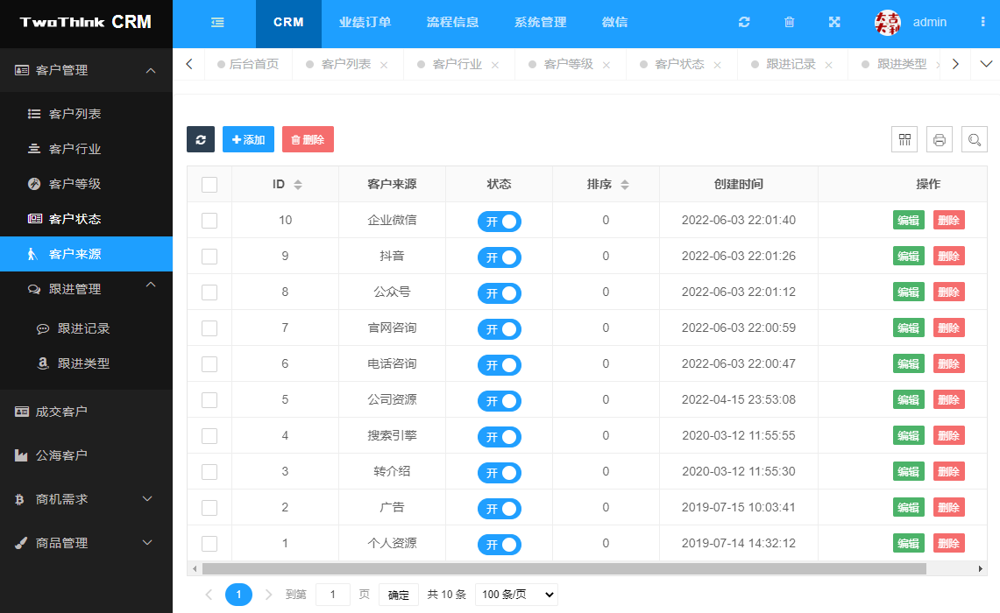 TwoThink CRM
CRM 业绩订单 流程信息 系统管理 微信 admin
后台首页 客户列表 客户行业 客户等级 客户状态 跟进记录 跟进类型
客户管理
客户列表
客户行业
客户等级
客户状态
客户来源
跟进管理
跟进记录
跟进类型
成交客户
公海客户
商机需求
商品管理
添加 删除
ID 客户来源 状态 排序 创建时间 操作
10 企业微信 开 0 2022-06-03 22:01:40 编辑 删除
9 抖音 开 0 2022-06-03 22:01:26 编辑 删除
8 公众号 开 0 2022-06-03 22:01:12 编辑 删除
7 官网咨询 开 0 2022-06-03 22:00:59 编辑 删除
6 电话咨询 开 0 2022-06-03 22:00:47 编辑 删除
5 公司资源 开 0 2022-04-15 23:53:08 编辑 删除
4 搜索引擎 开 0 2020-03-12 11:55:55 编辑 删除
3 转介绍 开 0 2020-03-12 11:55:30 编辑 删除
2 广告 开 0 2019-07-15 10:03:41 编辑 删除
1 个人资源 开 0 2019-07-14 14:32:12 编辑 删除
1 到第 1 页 确定 共 10 条 100 条/页